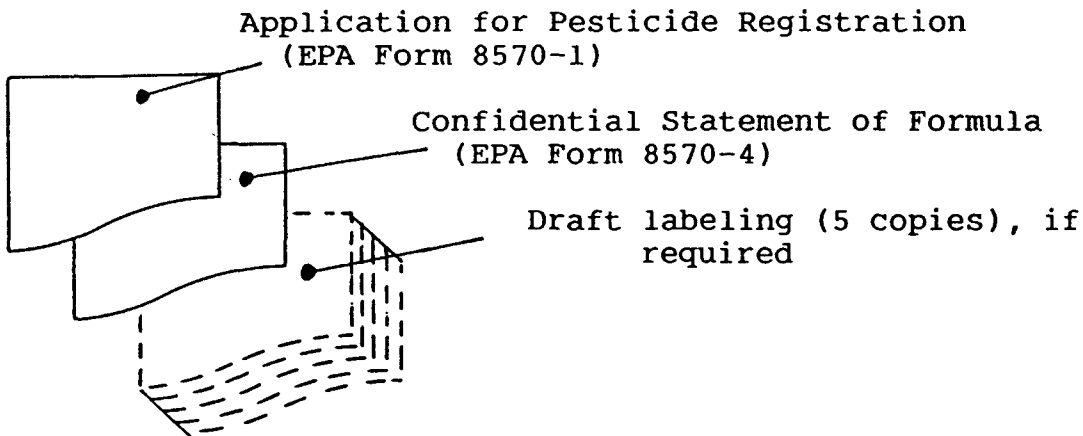 Application for Pesticide Registration
(EPA Form 8570-1)
Confidential Statement of Formula
(EPA Form 8570-4)
Draft labeling (5 copies), if
required